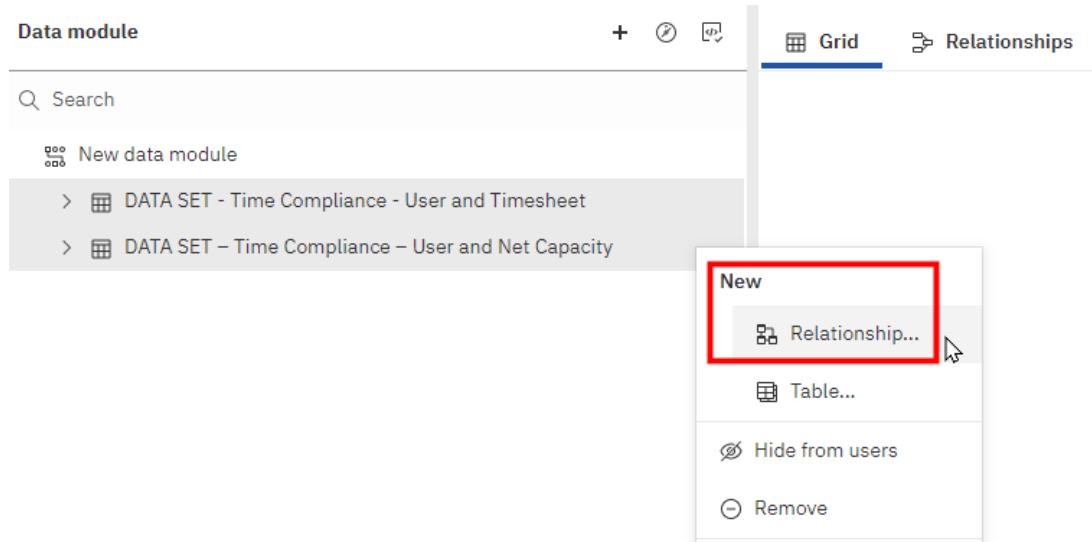 Data module
Grid
Relationships
Search
New data module
DATA SET - Time Compliance - User and Timesheet
DATA SET – Time Compliance – User and Net Capacity
New
Relationship...
Table...
Hide from users
Remove